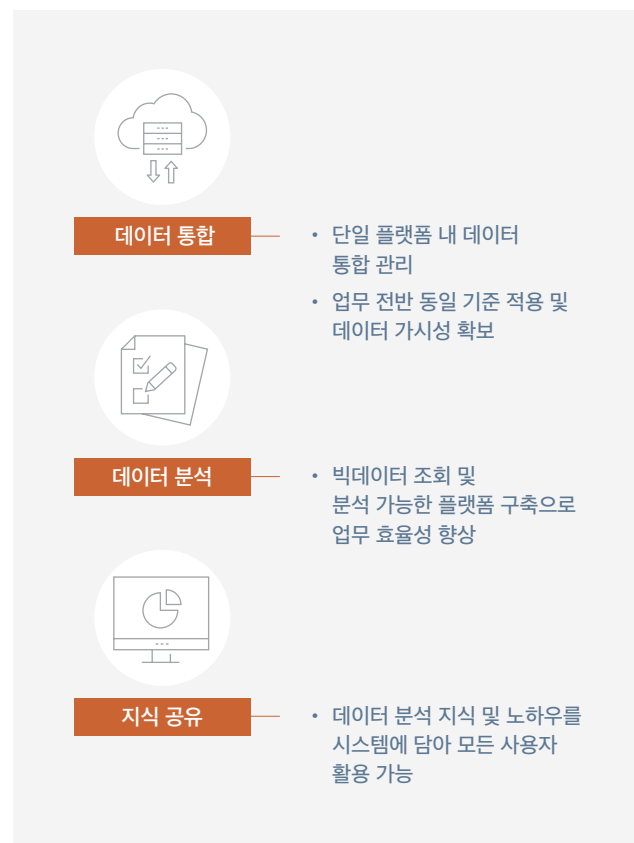 데이터 통합
• 단일 플랫폼 내 데이터
통합 관리
• 업무 전반 동일 기준 적용 및
데이터 가시성 확보
데이터 분석
• 빅데이터 조회 및
분석 가능한 플랫폼 구축으로
업무 효율성 향상
지식 공유
• 데이터 분석 지식 및 노하우를
시스템에 담아 모든 사용자
활용 가능